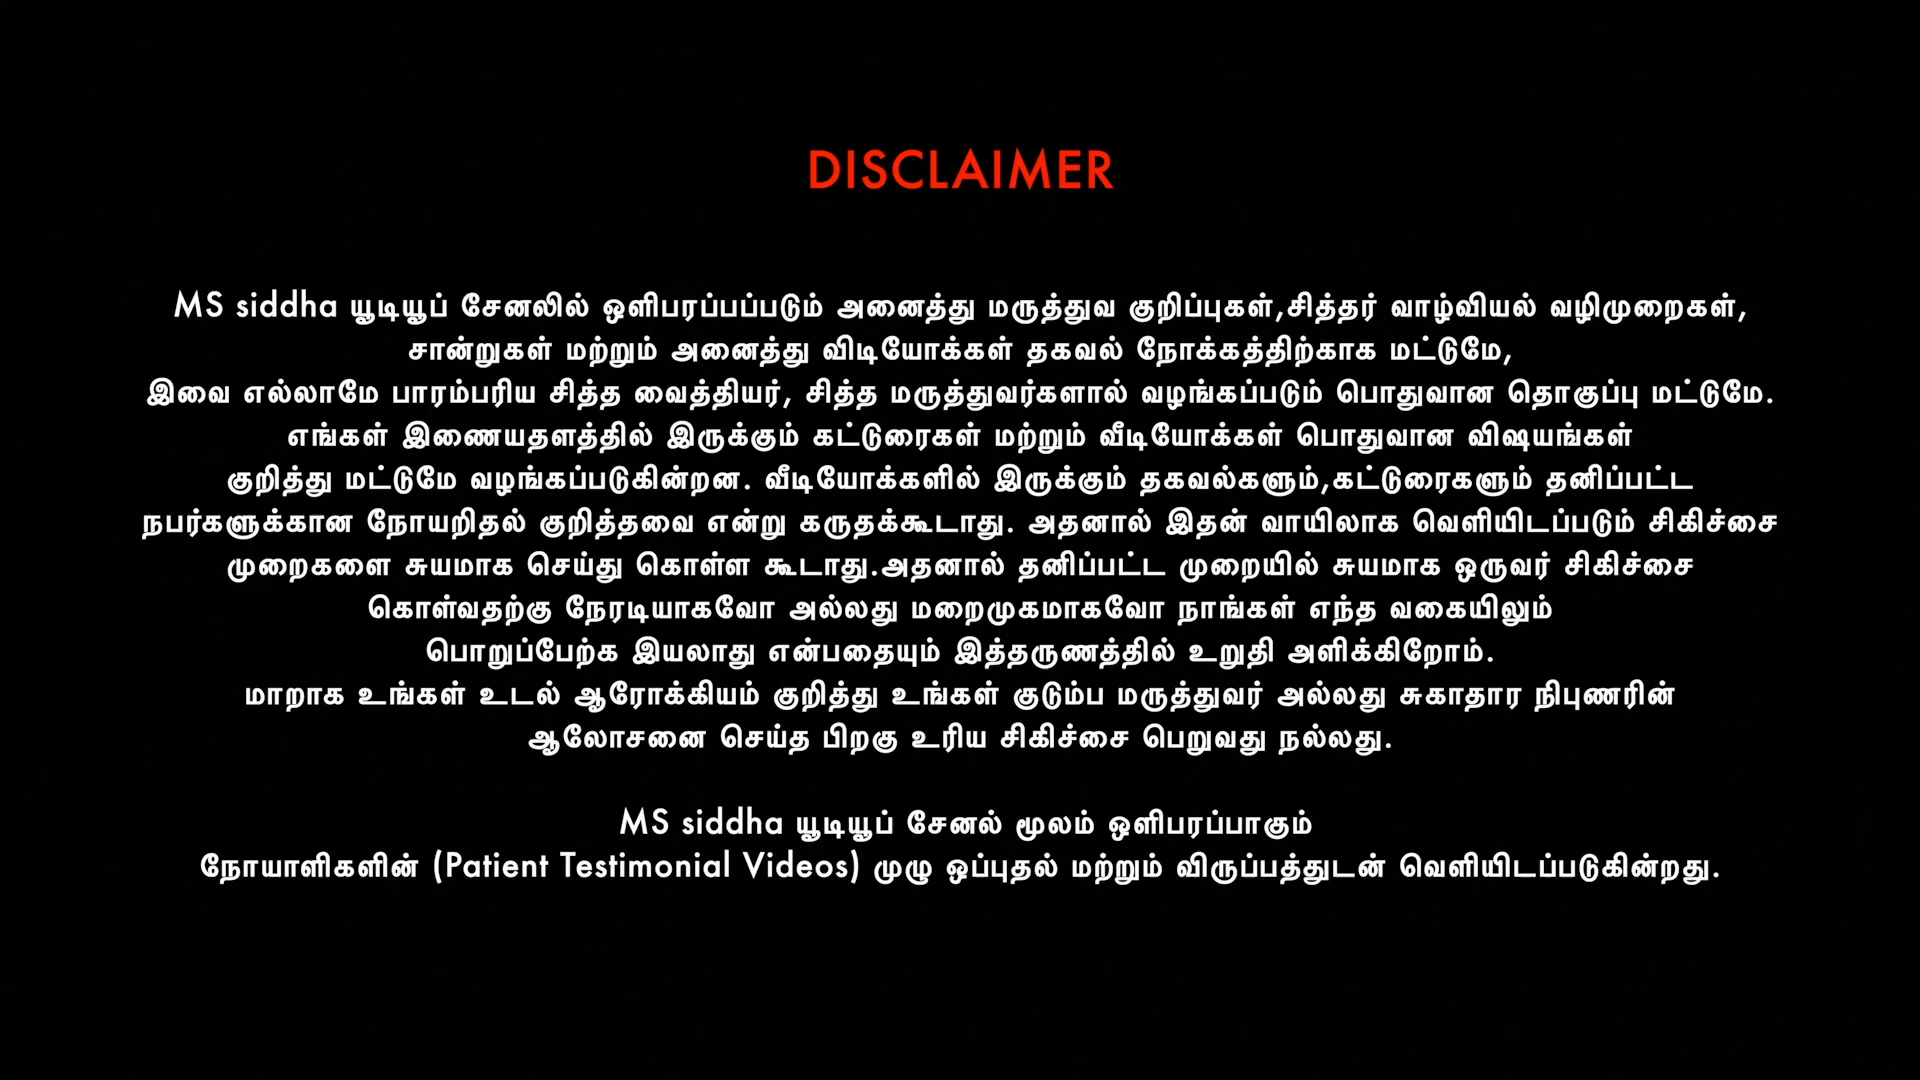 DISCLAIMER
MS siddha யூடியூப் சேனலில் ஒளிபரப்பப்படும் அனைத்து மருத்துவ குறிப்புகள்,சித்தர் வாழ்வியல் வழிமுறைகள்,
சான்றுகள் மற்றும் அனைத்து விடியோக்கள் தகவல் நோக்கத்திற்காக மட்டுமே,
இவை எல்லாமே பாரம்பரிய சித்த வைத்தியர், சித்த மருத்துவர்களால் வழங்கப்படும் பொதுவான தொகுப்பு மட்டுமே.
எங்கள் இணையதளத்தில் இருக்கும் கட்டுரைகள் மற்றும் வீடியோக்கள் பொதுவான விஷயங்கள்
குறித்து மட்டுமே வழங்கப்படுகின்றன. வீடியோக்களில் இருக்கும் தகவல்களும்,கட்டுரைகளும் தனிப்பட்ட
நபர்களுக்கான நோயறிதல் குறித்தவை என்று கருதக்கூடாது. அதனால் இதன் வாயிலாக வெளியிடப்படும் சிகிச்சை
முறைகளை சுயமாக செய்து கொள்ள கூடாது.அதனால் தனிப்பட்ட முறையில் சுயமாக ஒருவர் சிகிச்சை
கொள்வதற்கு நேரடியாகவோ அல்லது மறைமுகமாகவோ நாங்கள் எந்த வகையிலும்
பொறுப்பேற்க இயலாது என்பதையும் இத்தருணத்தில் உறுதி அளிக்கிறோம்.
மாறாக உங்கள் உடல் ஆரோக்கியம் குறித்து உங்கள் குடும்ப மருத்துவர் அல்லது சுகாதார நிபுணரின்
ஆலோசனை செய்த பிறகு உரிய சிகிச்சை பெறுவது நல்லது.
MS siddha யூடியூப் சேனல் மூலம் ஒளிபரப்பாகும்
நோயாளிகளின் (Patient Testimonial Videos) முழு ஒப்புதல் மற்றும் விருப்பத்துடன் வெளியிடப்படுகின்றது.